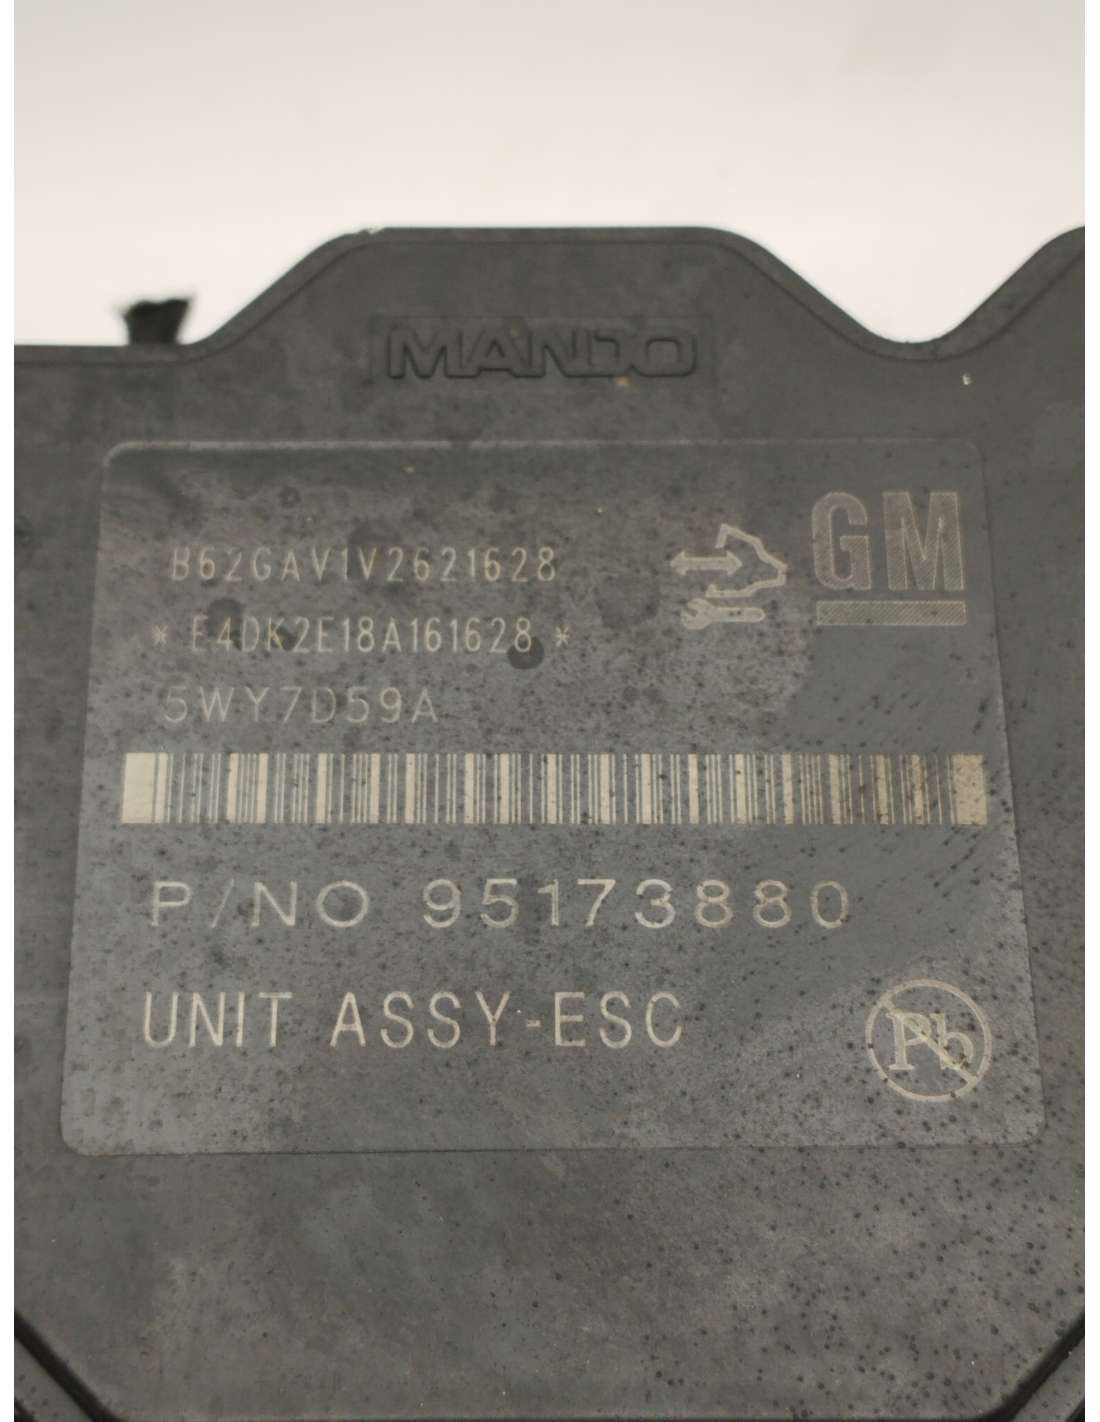 MANDO
GM
B62GAV1V2621628
* E4DK2E18A161628 *
5WY7D59A
P/NO 95173880
UNIT ASSY-ESC
Pb